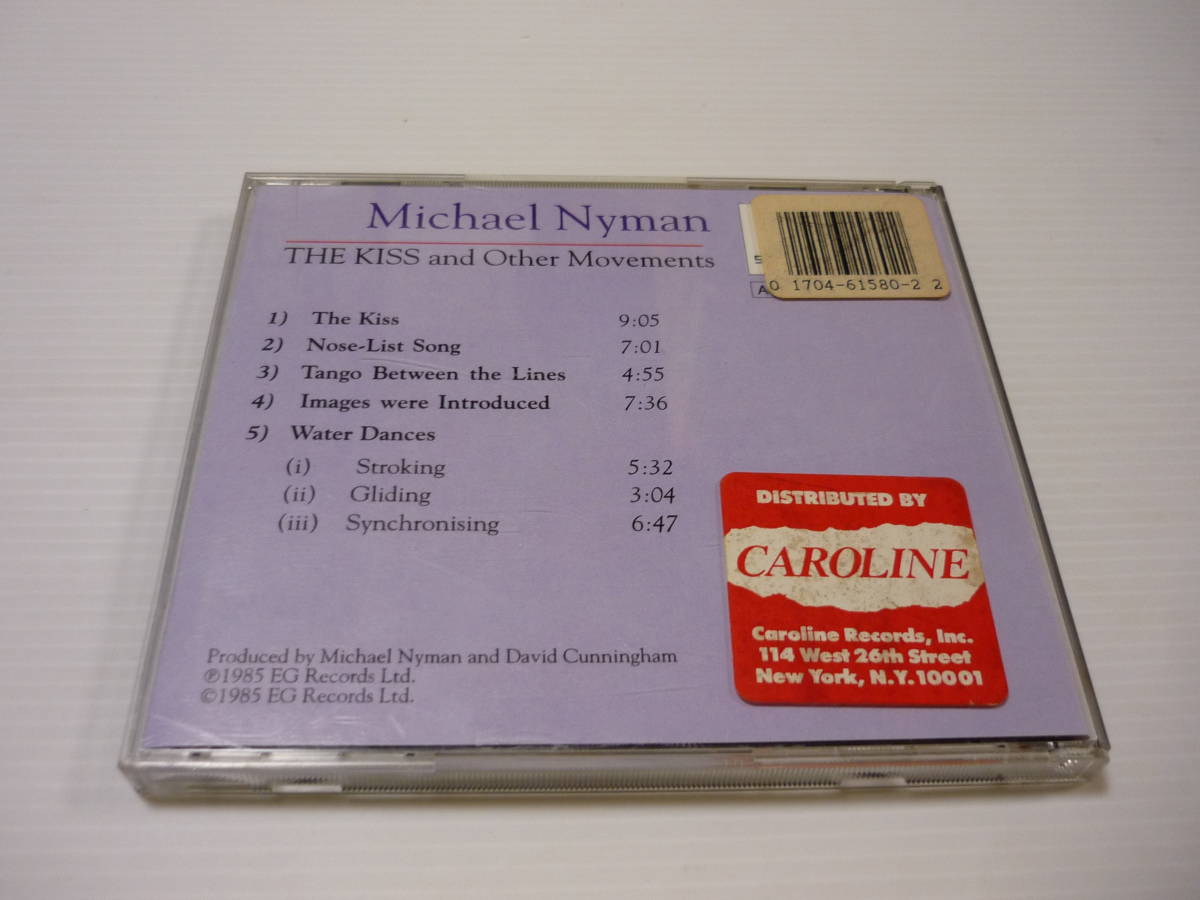 Michael Nyman
THE KISS and Other Movements
0 1704-61580-2 2
1) The Kiss 9:05
2) Nose-List Song 7:01
3) Tango Between the Lines 4:55
4) Images were Introduced 7:36
5) Water Dances
(i) Stroking 5:32
(ii) Gliding 3:04
(iii) Synchronising 6:47
DISTRIBUTED BY
CAROLINE
Caroline Records, Inc.
114 West 26th Street
New York, N.Y. 10001
Produced by Michael Nyman and David Cunningham
℗1985 EG Records Ltd.
©1985 EG Records Ltd.